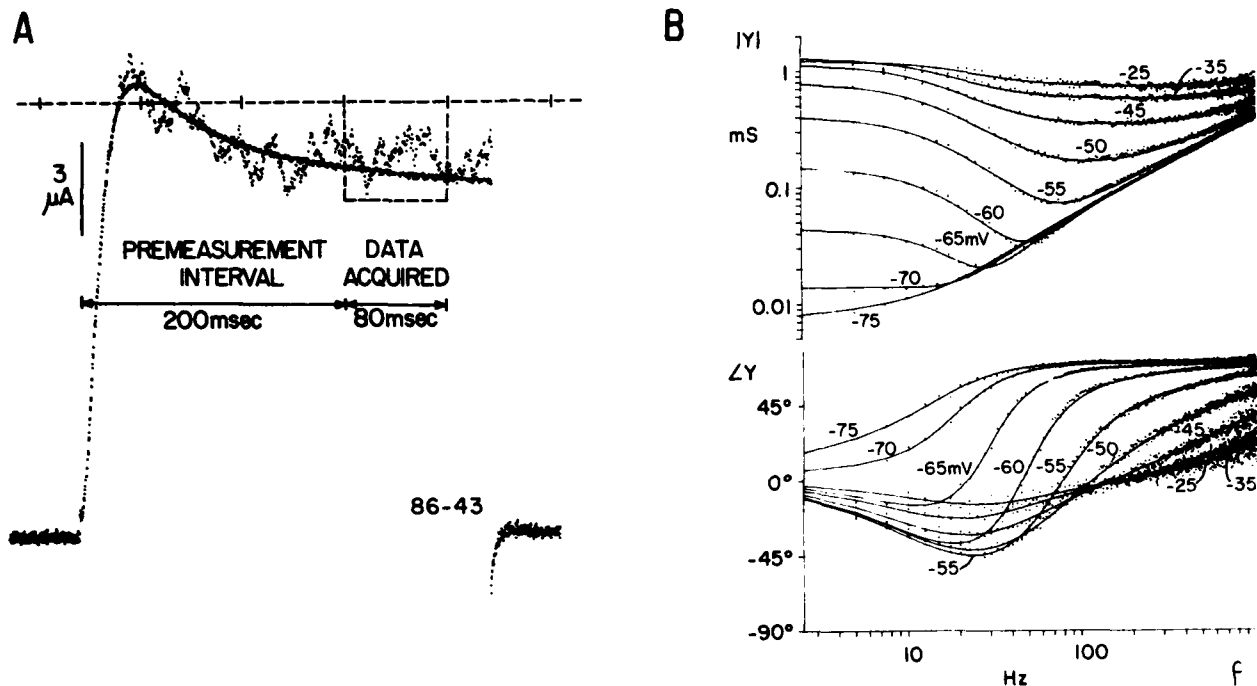 A
3
μA
PREMEASUREMENT
INTERVAL
DATA
ACQUIRED
200msec
80msec
86-43
B
|Y|
1
mS
0.1
0.01
-25
-35
-45
-50
-55
-60
-65mV
-70
-75
∠Y
45°
0°
-45°
-90°
-75
-70
-65mV
-60
-55
-50
-45
-25
-35
-55
10
100
Hz
f